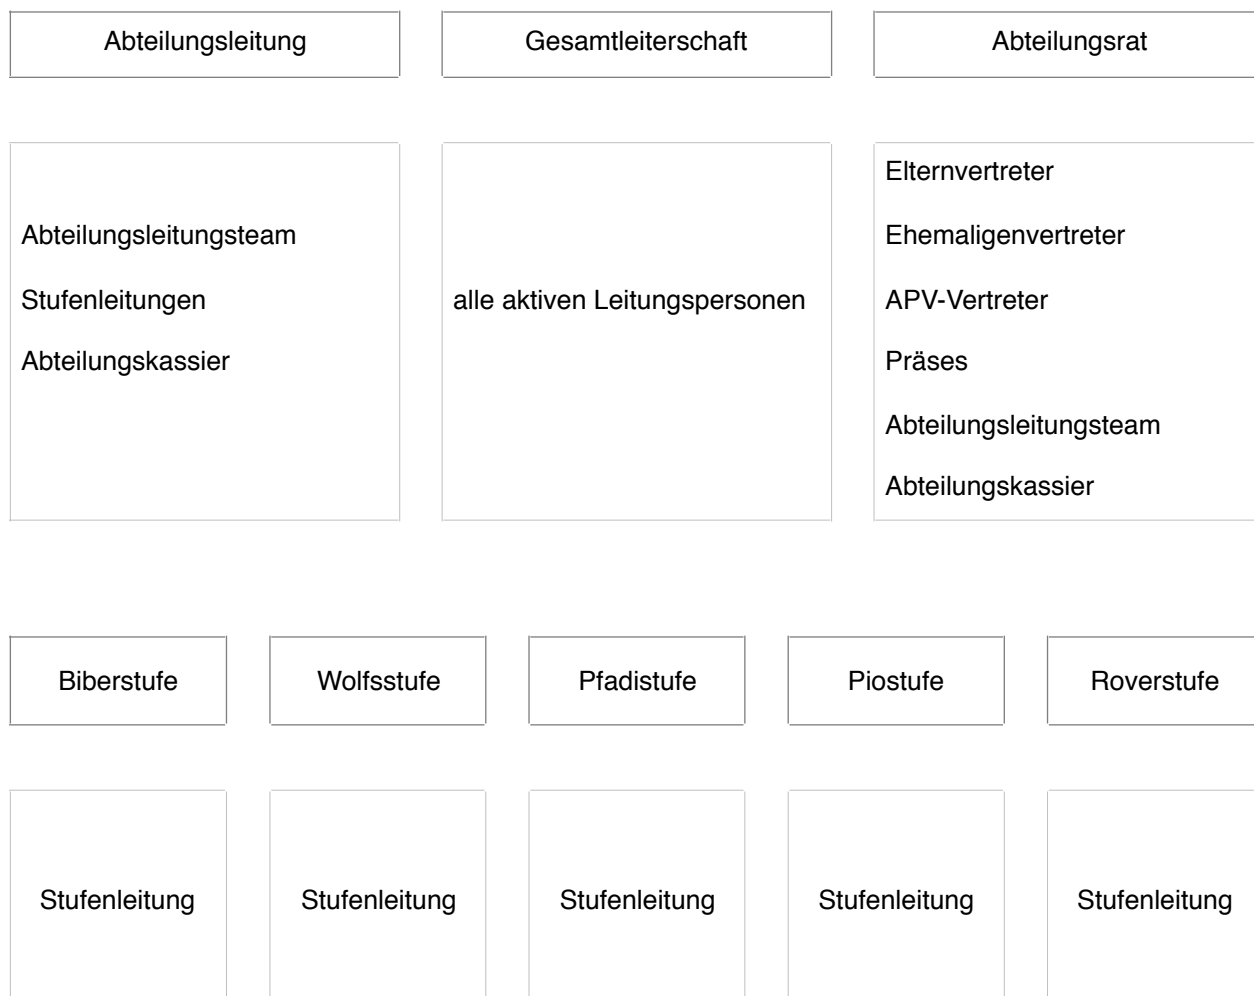 Abteilungsleitung
Gesamtleiterschaft
Abteilungsrat
Abteilungsleitungsteam
Stufenleitungen
Abteilungskassier
alle aktiven Leitungspersonen
Elternvertreter
Ehemaligenvertreter
APV-Vertreter
Präses
Abteilungsleitungsteam
Abteilungskassier
Biberstufe
Wolfsstufe
Pfadistufe
Piostufe
Roverstufe
Stufenleitung
Stufenleitung
Stufenleitung
Stufenleitung
Stufenleitung